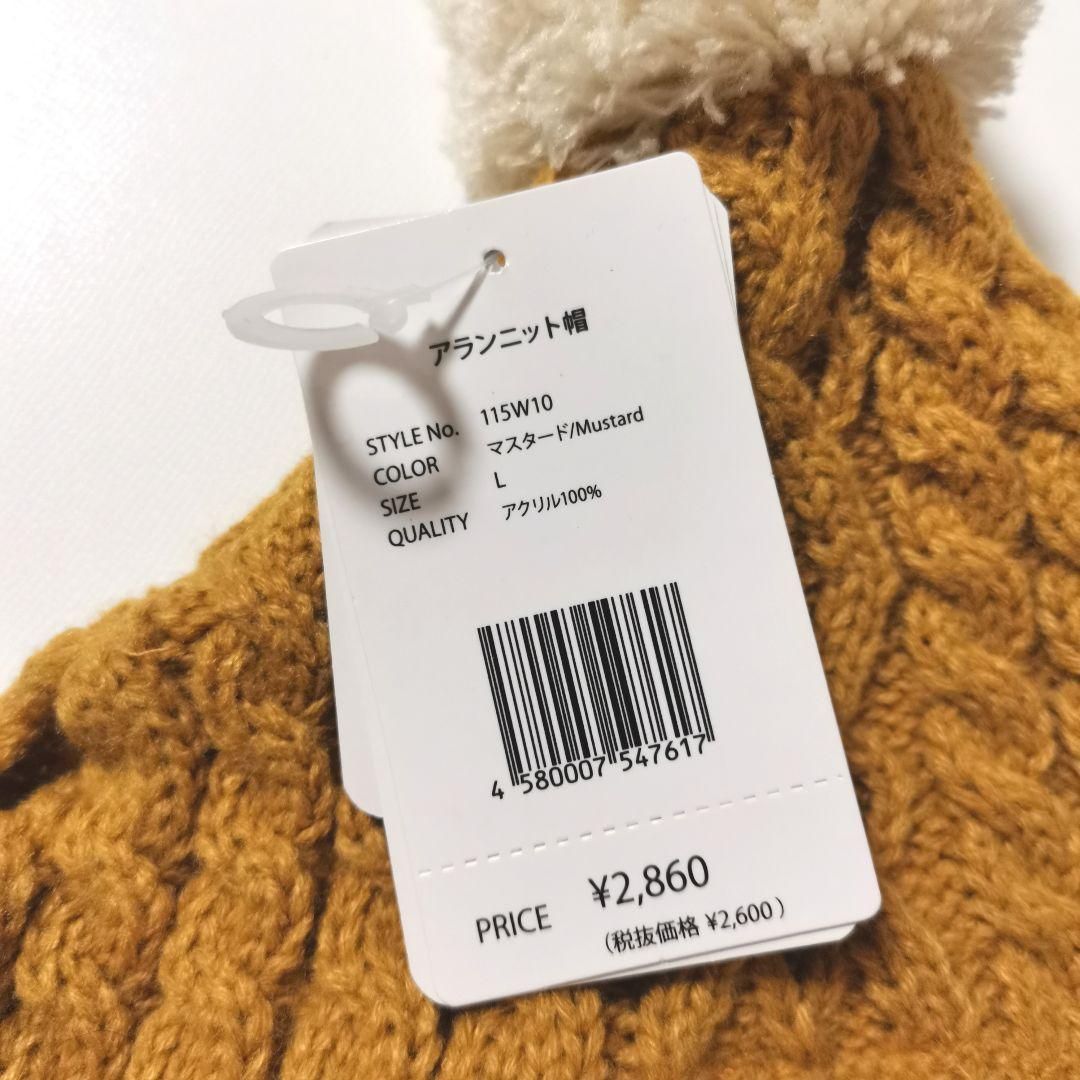 アランニット帽
STYLE No. 115W10
COLOR マスタード/Mustard
SIZE L
QUALITY アクリル100%
4 580007 547617
PRICE ¥2,860
(税抜価格 ¥2,600)